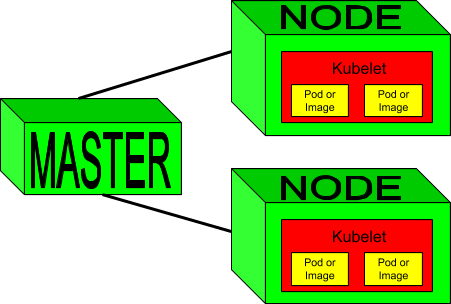 NODE
Kubelet
Pod or
Image
Pod or
Image
MASTER
NODE
Kubelet
Pod or
Image
Pod or
Image